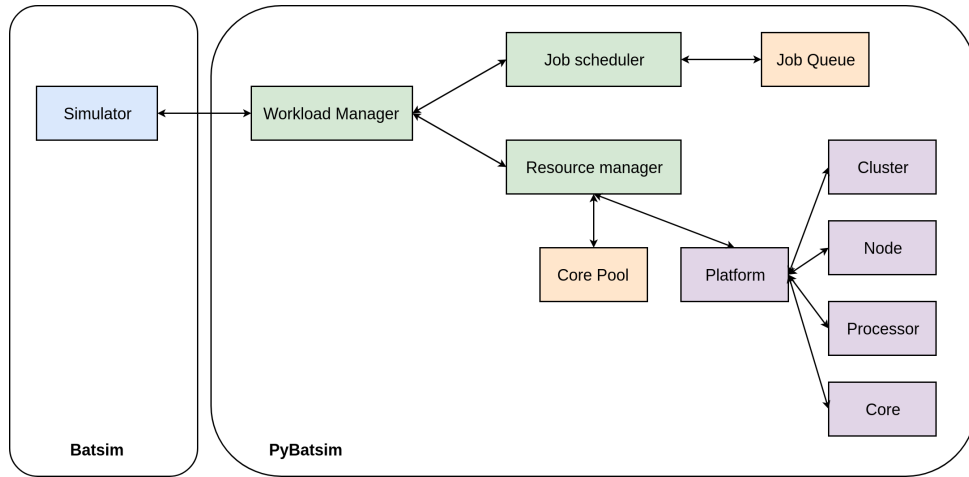 Job scheduler
Job Queue
Simulator
Workload Manager
Resource manager
Cluster
Node
Core Pool
Platform
Processor
Core
Batsim
PyBatsim